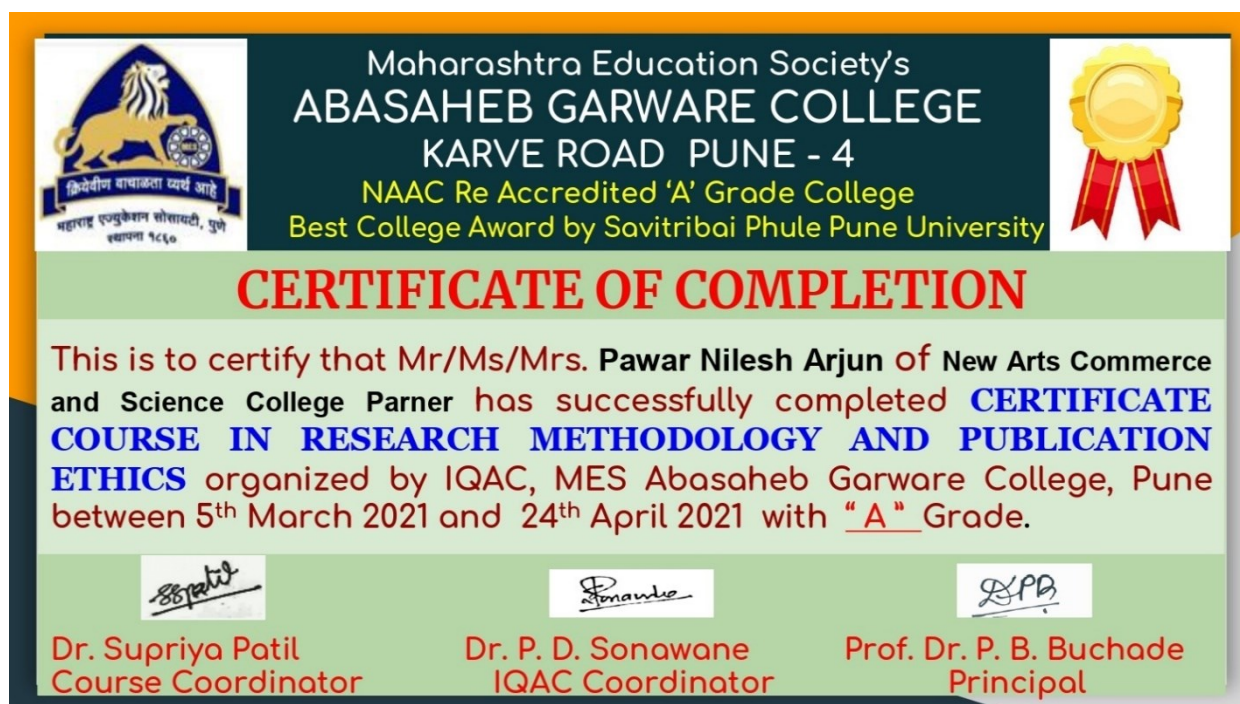 Maharashtra Education Society's
ABASAHEB GARWARE COLLEGE
KARVE ROAD PUNE - 4
NAAC Re Accredited 'A' Grade College
Best College Award by Savitribai Phule Pune University
MES
क्रियेवीण वाचाळता व्यर्थ आहे
महाराष्ट्र एज्युकेशन सोसायटी, पुणे
स्थापना १८६०
CERTIFICATE OF COMPLETION
This is to certify that Mr/Ms/Mrs. Pawar Nilesh Arjun of New Arts Commerce
and Science College Parner has successfully completed CERTIFICATE
COURSE IN RESEARCH METHODOLOGY AND PUBLICATION
ETHICS organized by IQAC, MES Abasaheb Garware College, Pune
between 5th March 2021 and 24th April 2021 with "A" Grade.
SSPatil
DPB
Dr. Supriya Patil
Course Coordinator
Dr. P. D. Sonawane
IQAC Coordinator
Prof. Dr. P. B. Buchade
Principal